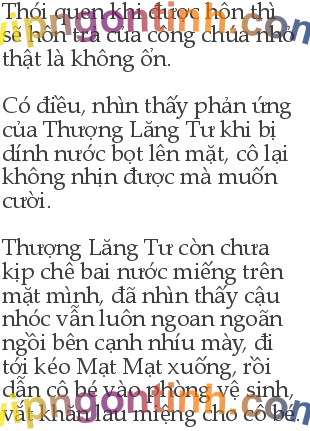 Thói quen khi được hôn thì
sẽ hôn trả của công chúa nhỏ
thật là không ổn.
Có điều, nhìn thấy phản ứng
của Thượng Lăng Tư khi bị
dính nước bọt lên mặt, cô lại
không nhịn được mà muốn
cười.
Thượng Lăng Tư còn chưa
kịp chê bai nước miếng trên
mặt mình, đã nhìn thấy cậu
nhóc vẫn luôn ngoan ngoãn
ngồi bên cạnh nhíu mày, đi
tới kéo Mạt Mạt xuống, rồi
dẫn cô bé vào phòng vệ sinh,
vắt khăn lau miệng cho cô bé.
vipngontinh.com
vipngontinh.com